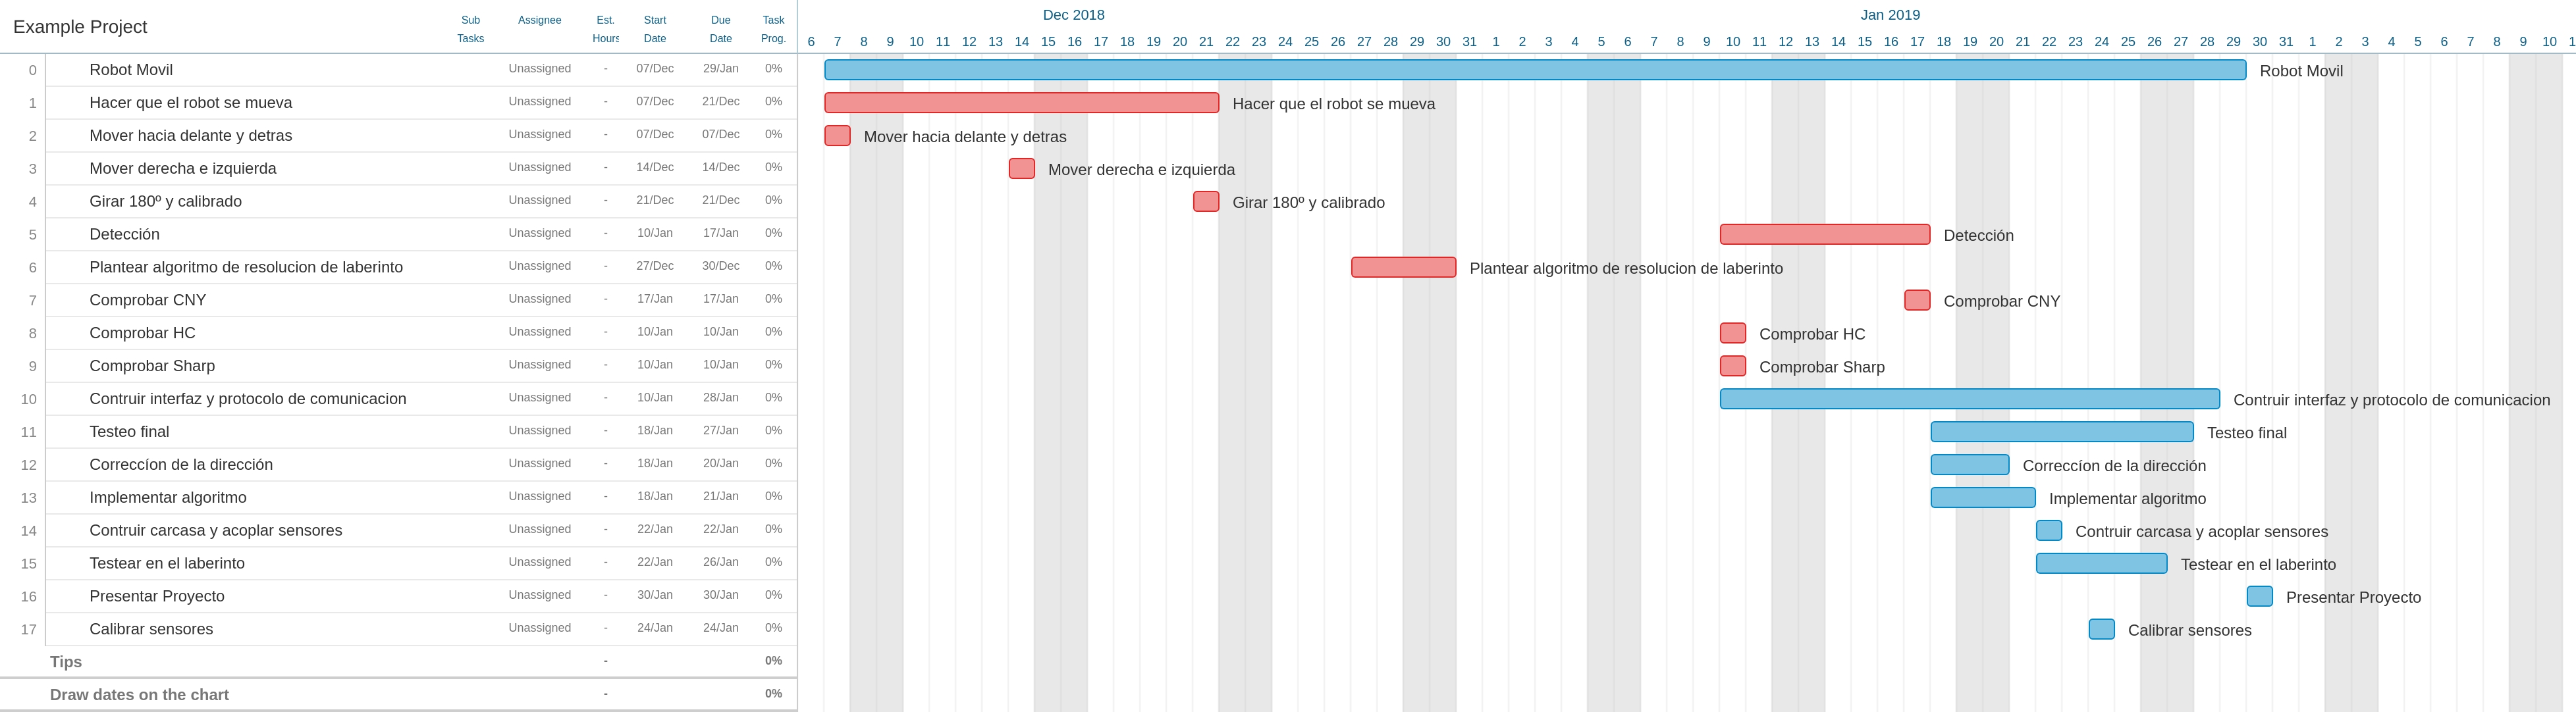 Example Project
Sub Tasks Assignee Est. Hours Start Date Due Date Task Prog.
Dec 2018 Jan 2019
6 7 8 9 10 11 12 13 14 15 16 17 18 19 20 21 22 23 24 25 26 27 28 29 30 31 1 2 3 4 5 6 7 8 9 10 11 12 13 14 15 16 17 18 19 20 21 22 23 24 25 26 27 28 29 30 31 1 2 3 4 5 6 7 8 9 10 1
0 Robot Movil Unassigned - 07/Dec 29/Jan 0% Robot Movil
1 Hacer que el robot se mueva Unassigned - 07/Dec 21/Dec 0% Hacer que el robot se mueva
2 Mover hacia delante y detras Unassigned - 07/Dec 07/Dec 0% Mover hacia delante y detras
3 Mover derecha e izquierda Unassigned - 14/Dec 14/Dec 0% Mover derecha e izquierda
4 Girar 180º y calibrado Unassigned - 21/Dec 21/Dec 0% Girar 180º y calibrado
5 Detección Unassigned - 10/Jan 17/Jan 0% Detección
6 Plantear algoritmo de resolucion de laberinto Unassigned - 27/Dec 30/Dec 0% Plantear algoritmo de resolucion de laberinto
7 Comprobar CNY Unassigned - 17/Jan 17/Jan 0% Comprobar CNY
8 Comprobar HC Unassigned - 10/Jan 10/Jan 0% Comprobar HC
9 Comprobar Sharp Unassigned - 10/Jan 10/Jan 0% Comprobar Sharp
10 Contruir interfaz y protocolo de comunicacion Unassigned - 10/Jan 28/Jan 0% Contruir interfaz y protocolo de comunicacion
11 Testeo final Unassigned - 18/Jan 27/Jan 0% Testeo final
12 Correccíon de la dirección Unassigned - 18/Jan 20/Jan 0% Correccíon de la dirección
13 Implementar algoritmo Unassigned - 18/Jan 21/Jan 0% Implementar algoritmo
14 Contruir carcasa y acoplar sensores Unassigned - 22/Jan 22/Jan 0% Contruir carcasa y acoplar sensores
15 Testear en el laberinto Unassigned - 22/Jan 26/Jan 0% Testear en el laberinto
16 Presentar Proyecto Unassigned - 30/Jan 30/Jan 0% Presentar Proyecto
17 Calibrar sensores Unassigned - 24/Jan 24/Jan 0% Calibrar sensores
Tips - 0%
Draw dates on the chart - 0%